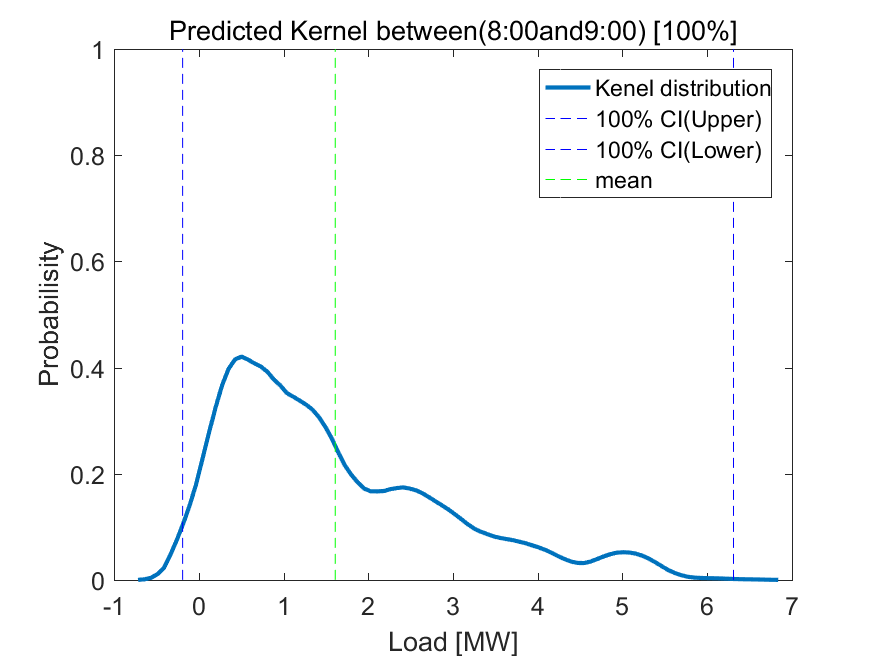 Predicted Kernel between(8:00and9:00) [100%]
1
0.8
0.6
0.4
0.2
0
Probabilisity
-1 0 1 2 3 4 5 6 7
Load [MW]
Kenel distribution
100% CI(Upper)
100% CI(Lower)
mean